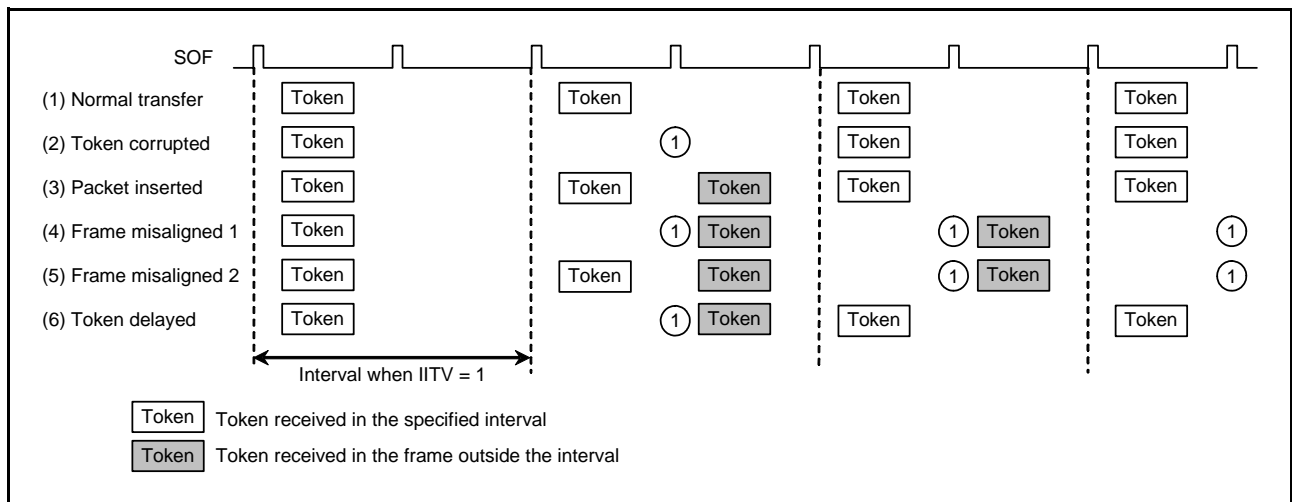 SOF
(1) Normal transfer Token Token Token Token
(2) Token corrupted Token 1 Token Token
(3) Packet inserted Token Token Token Token Token
(4) Frame misaligned 1 Token 1 Token 1 Token 1
(5) Frame misaligned 2 Token Token Token 1 Token 1
(6) Token delayed Token 1 Token Token Token
Interval when IITV = 1
Token Token received in the specified interval
Token Token received in the frame outside the interval